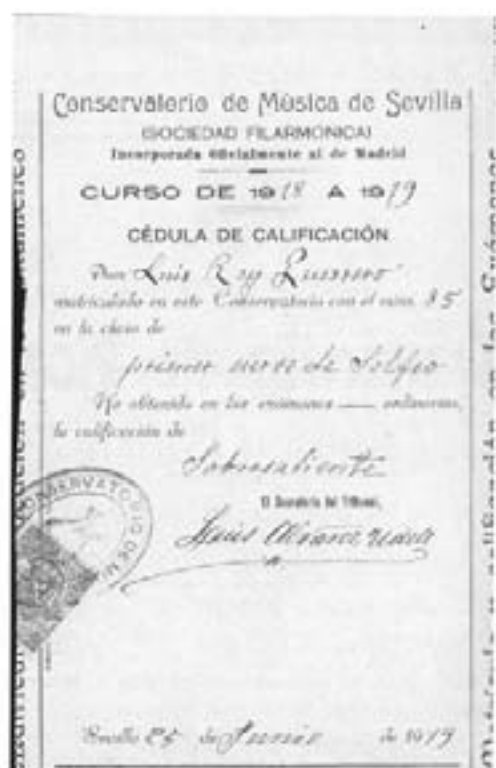 Conservatorio de Música de Sevilla
(SOCIEDAD FILARMONICA)
Incorporada Oficialmente al de Madrid
CURSO DE 1918 A 1919
CÉDULA DE CALIFICACIÓN
Don Luis Rey
matriculado en este Conservatorio con el núm. 85
en la clase de
primer de Solfeo
Ha obtenido en los exámenes — ordinarios,
la calificación de
Sobresaliente
El Secretario del Tribunal,
Luis
CONSERVATORIO DE
Sevilla 25 de Junio de 1919